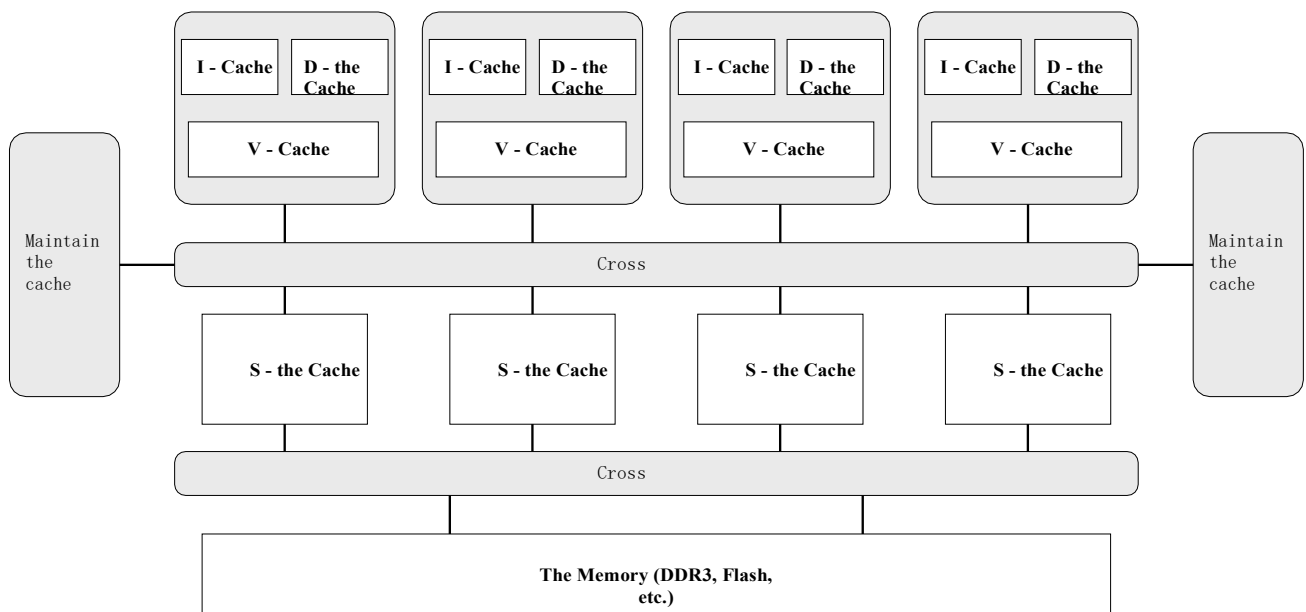 I - Cache
D - the
Cache
V - Cache
I - Cache
D - the
Cache
V - Cache
I - Cache
D - the
Cache
V - Cache
I - Cache
D - the
Cache
V - Cache
Maintain
the
cache
Cross
Maintain
the
cache
S - the Cache
S - the Cache
S - the Cache
S - the Cache
Cross
The Memory (DDR3, Flash,
etc.)